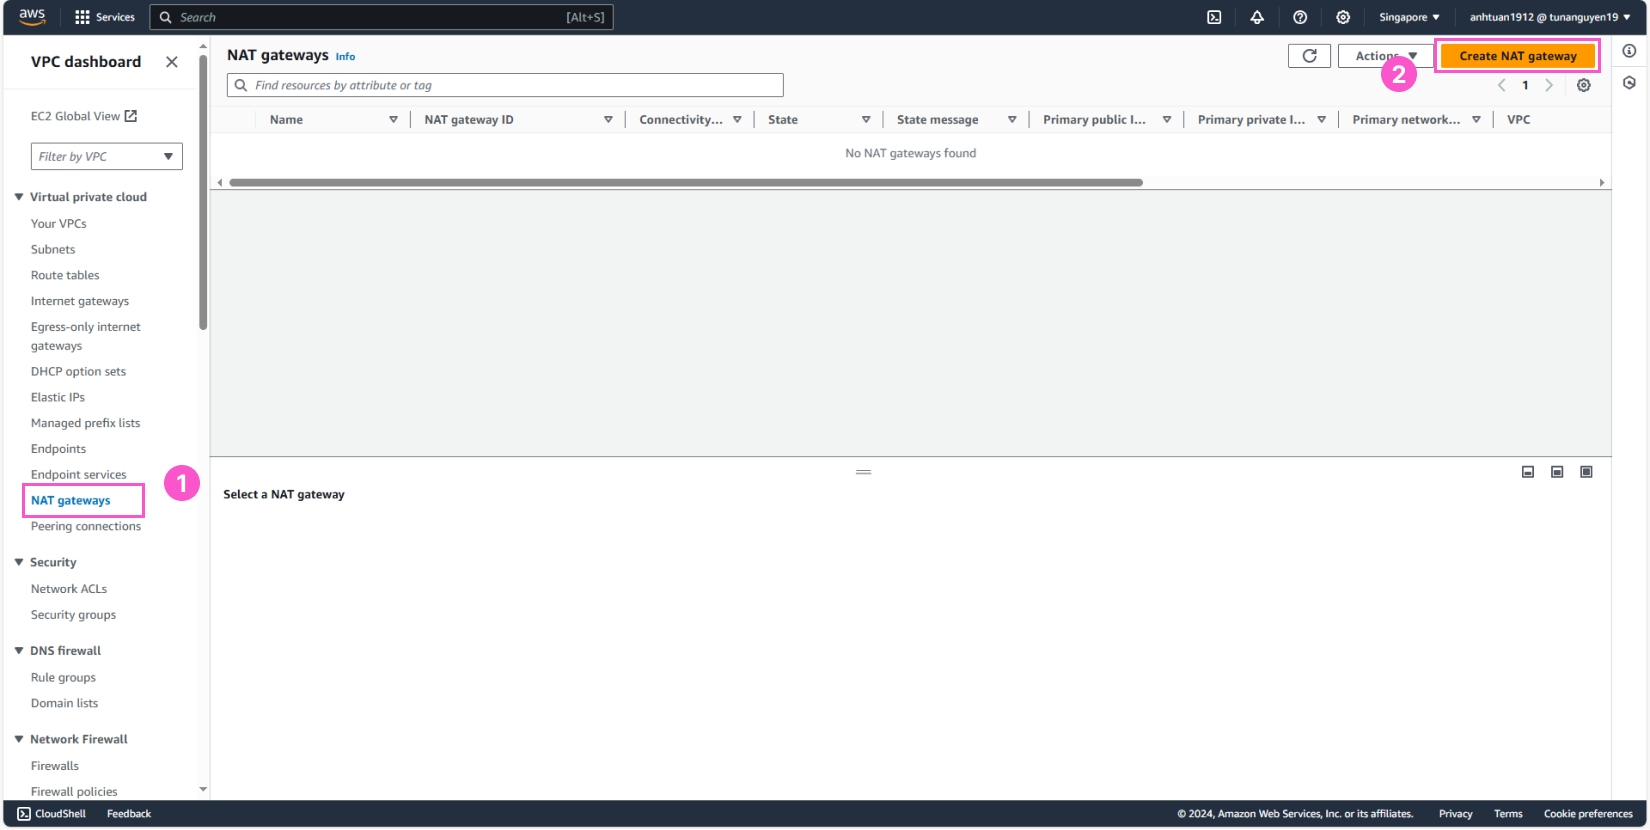 aws
Services
Search
[Alt+S]
Singapore
anhtuan1912 @ tunanguyen19
VPC dashboard
EC2 Global View
Filter by VPC
Virtual private cloud
Your VPCs
Subnets
Route tables
Internet gateways
Egress-only internet
gateways
DHCP option sets
Elastic IPs
Managed prefix lists
Endpoints
Endpoint services
NAT gateways
1
Peering connections
Security
Network ACLs
Security groups
DNS firewall
Rule groups
Domain lists
Network Firewall
Firewalls
Firewall policies
NAT gateways Info
Actions
2
Create NAT gateway
Find resources by attribute or tag
1
Name
NAT gateway ID
Connectivity...
State
State message
Primary public I...
Primary private I...
Primary network...
VPC
No NAT gateways found
Select a NAT gateway
CloudShell
Feedback
© 2024, Amazon Web Services, Inc. or its affiliates.
Privacy
Terms
Cookie preferences